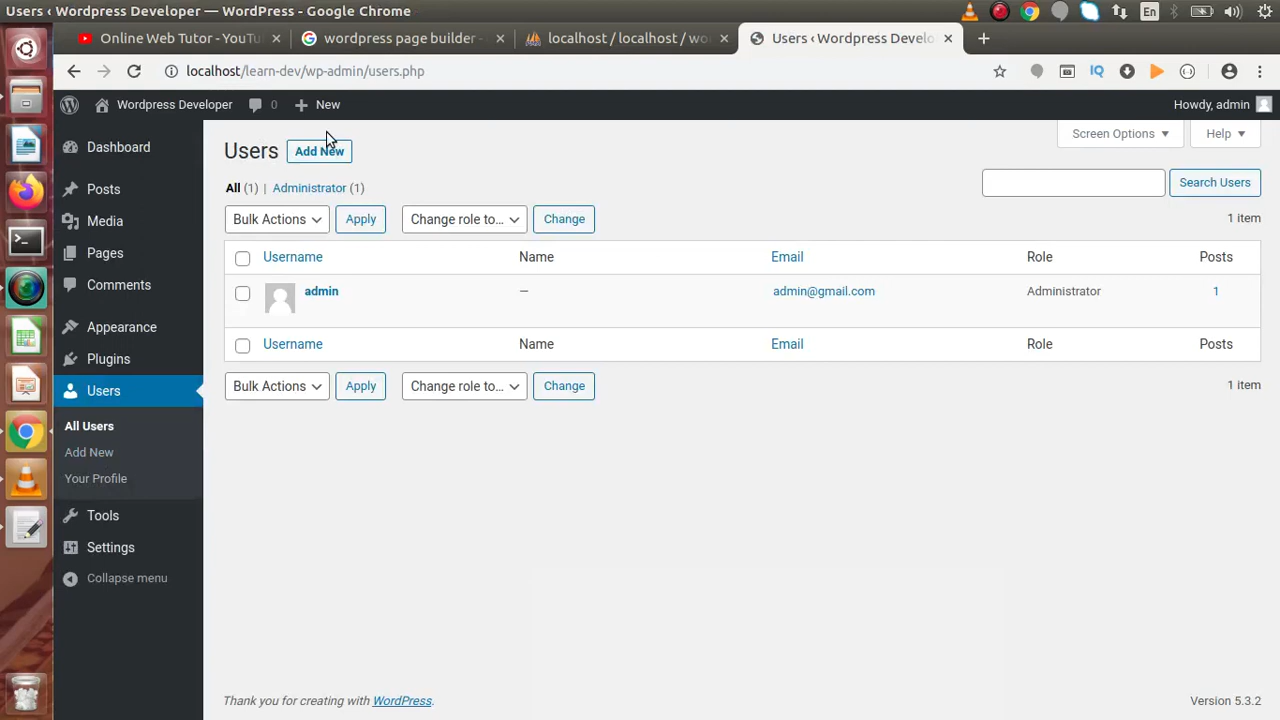 Users ‹ Wordpress Developer — WordPress - Google Chrome
En
Online Web Tutor - YouTu
wordpress page builder -
localhost / localhost / wor
Users ‹ Wordpress Develo
localhost/learn-dev/wp-admin/users.php
IQ
Wordpress Developer
0
New
Howdy, admin
Dashboard
Posts
Media
Pages
Comments
Appearance
Plugins
Users
All Users
Add New
Your Profile
Tools
Settings
Collapse menu
Screen Options
Help
Users
Add New
All (1) | Administrator (1)
Search Users
Bulk Actions
Apply
Change role to...
Change
1 item
Username Name Email Role Posts
admin — admin@gmail.com Administrator 1
Username Name Email Role Posts
Bulk Actions
Apply
Change role to...
Change
1 item
Thank you for creating with WordPress.
Version 5.3.2